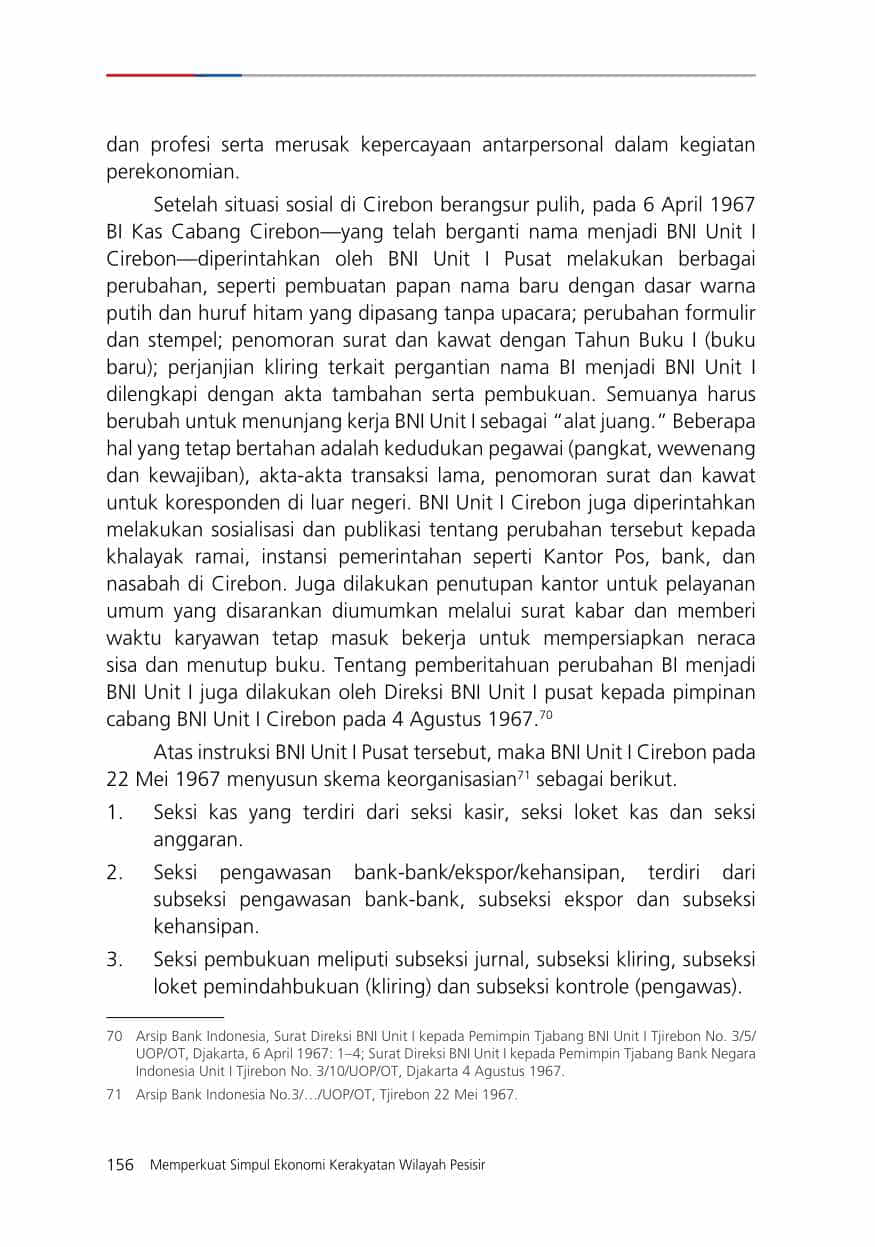 dan profesi serta merusak kepercayaan antarpersonal dalam kegiatan
perekonomian.
Setelah situasi sosial di Cirebon berangsur pulih, pada 6 April 1967
BI Kas Cabang Cirebon—yang telah berganti nama menjadi BNI Unit I
Cirebon—diperintahkan oleh BNI Unit I Pusat melakukan berbagai
perubahan, seperti pembuatan papan nama baru dengan dasar warna
putih dan huruf hitam yang dipasang tanpa upacara; perubahan formulir
dan stempel; penomoran surat dan kawat dengan Tahun Buku I (buku
baru); perjanjian kliring terkait pergantian nama BI menjadi BNI Unit I
dilengkapi dengan akta tambahan serta pembukuan. Semuanya harus
berubah untuk menunjang kerja BNI Unit I sebagai “alat juang.” Beberapa
hal yang tetap bertahan adalah kedudukan pegawai (pangkat, wewenang
dan kewajiban), akta-akta transaksi lama, penomoran surat dan kawat
untuk koresponden di luar negeri. BNI Unit I Cirebon juga diperintahkan
melakukan sosialisasi dan publikasi tentang perubahan tersebut kepada
khalayak ramai, instansi pemerintahan seperti Kantor Pos, bank, dan
nasabah di Cirebon. Juga dilakukan penutupan kantor untuk pelayanan
umum yang disarankan diumumkan melalui surat kabar dan memberi
waktu karyawan tetap masuk bekerja untuk mempersiapkan neraca
sisa dan menutup buku. Tentang pemberitahuan perubahan BI menjadi
BNI Unit I juga dilakukan oleh Direksi BNI Unit I pusat kepada pimpinan
cabang BNI Unit I Cirebon pada 4 Agustus 1967.70
Atas instruksi BNI Unit I Pusat tersebut, maka BNI Unit I Cirebon pada
22 Mei 1967 menyusun skema keorganisasian71 sebagai berikut.
1. Seksi kas yang terdiri dari seksi kasir, seksi loket kas dan seksi
anggaran.
2. Seksi pengawasan bank-bank/ekspor/kehansipan, terdiri dari
subseksi pengawasan bank-bank, subseksi ekspor dan subseksi
kehansipan.
3. Seksi pembukuan meliputi subseksi jurnal, subseksi kliring, subseksi
loket pemindahbukuan (kliring) dan subseksi kontrole (pengawas).
70 Arsip Bank Indonesia, Surat Direksi BNI Unit I kepada Pemimpin Tjabang BNI Unit I Tjirebon No. 3/5/
UOP/OT, Djakarta, 6 April 1967: 1–4; Surat Direksi BNI Unit I kepada Pemimpin Tjabang Bank Negara
Indonesia Unit I Tjirebon No. 3/10/UOP/OT, Djakarta 4 Agustus 1967.
71 Arsip Bank Indonesia No.3/.../UOP/OT, Tjirebon 22 Mei 1967.
156 Memperkuat Simpul Ekonomi Kerakyatan Wilayah Pesisir